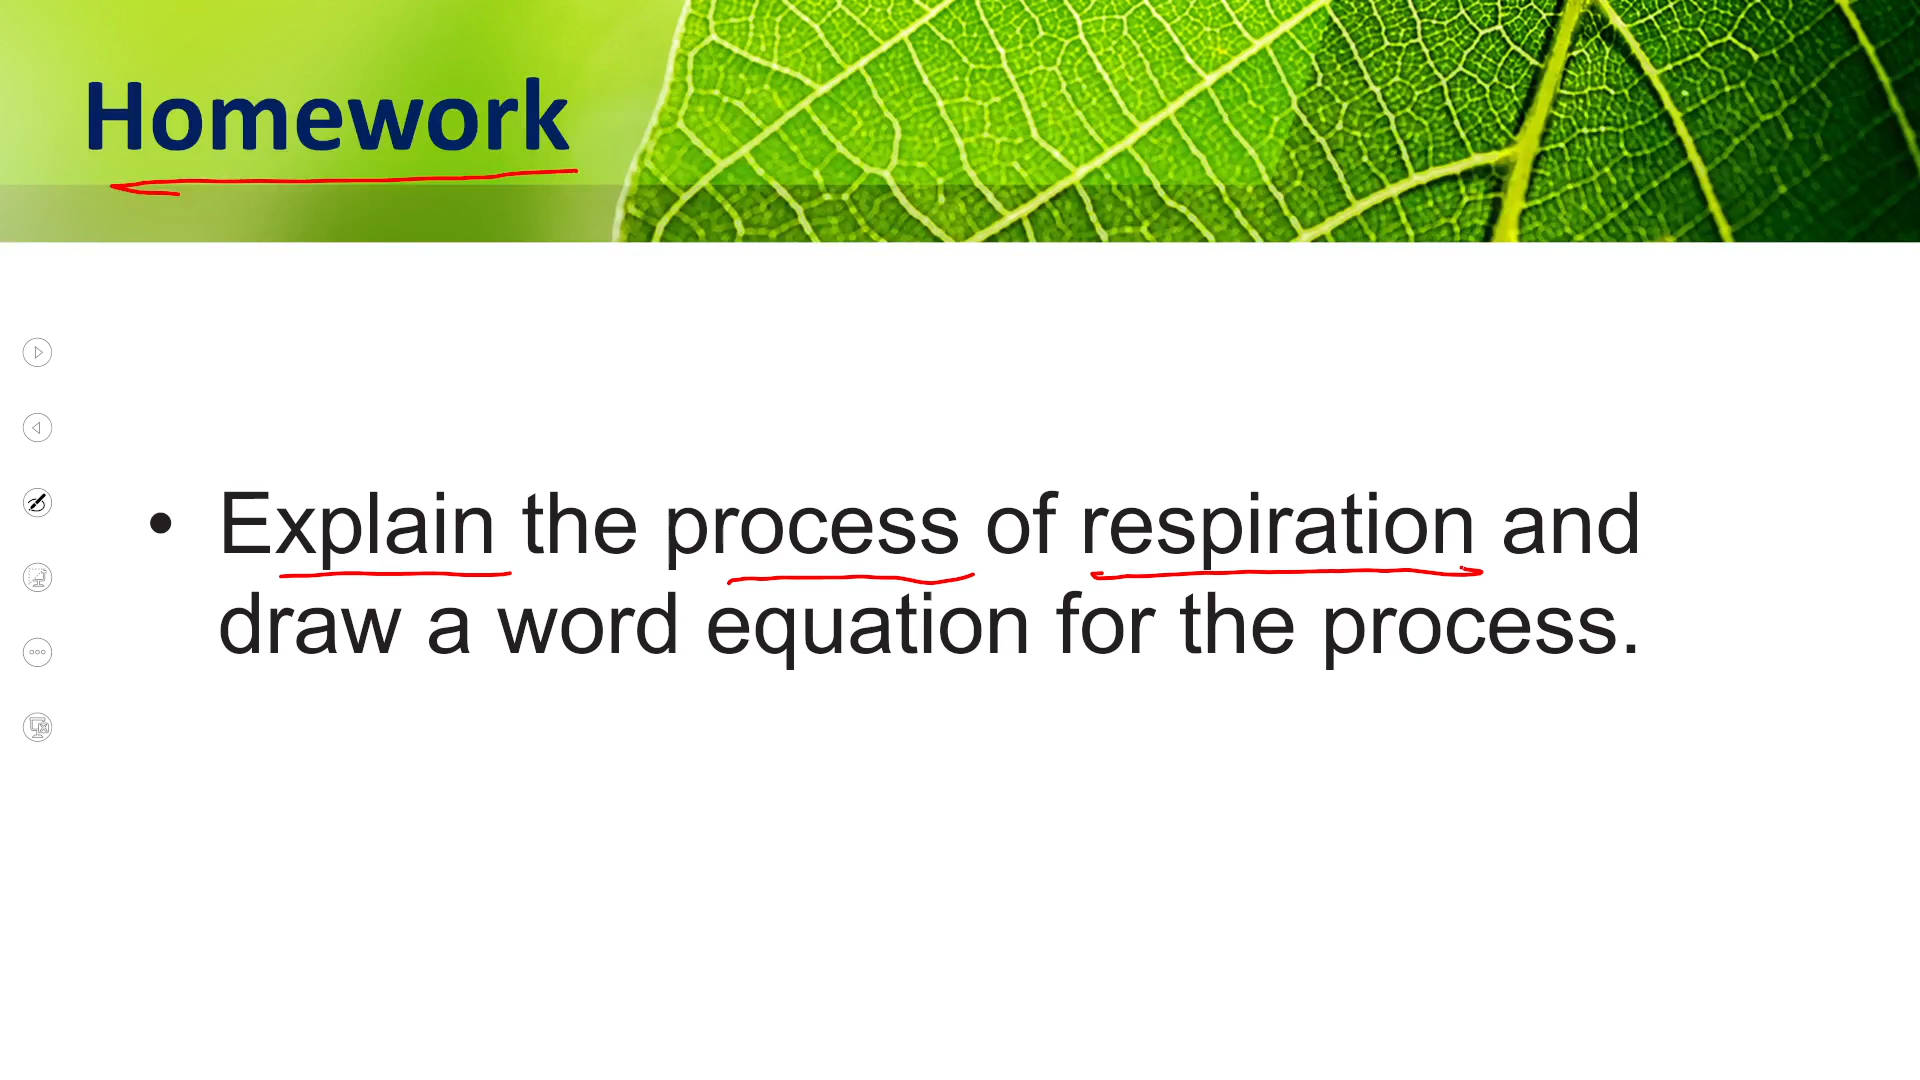 Homework
• Explain the process of respiration and
draw a word equation for the process.